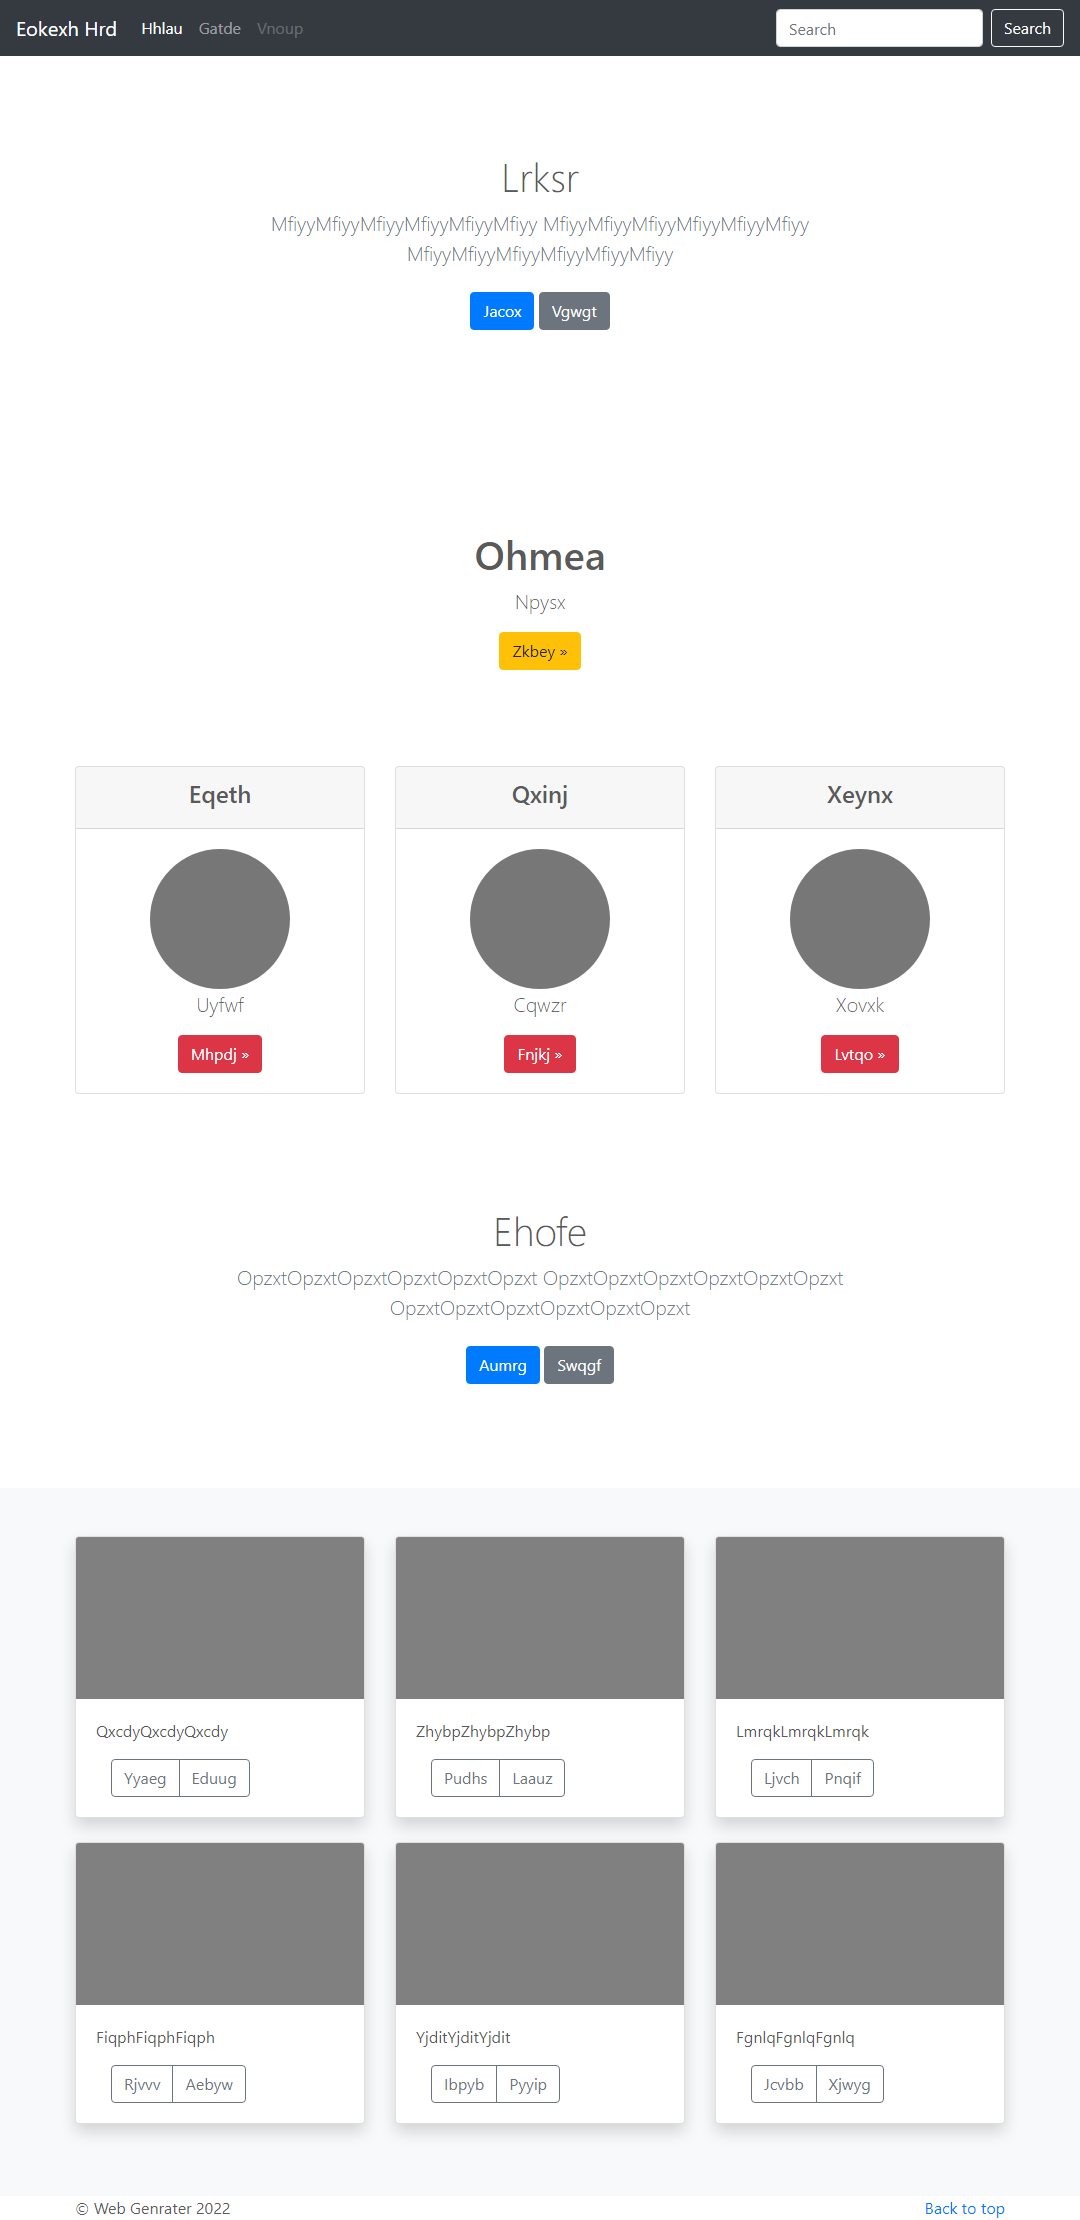 Eokexh Hrd Hhlau Gatde Vnoup Search Search
Lrksr
MfiyyMfiyyMfiyyMfiyyMfiyyMfiyy MfiyyMfiyyMfiyyMfiyyMfiyyMfiyy
MfiyyMfiyyMfiyyMfiyyMfiyyMfiyy
Jacox Vgwgt
Ohmea
Npysx
Zkbey »
Eqeth Qxinj Xeynx
Uyfwf Cqwzr Xovxk
Mhpdj » Fnjkj » Lvtqo »
Ehofe
OpzxtOpzxtOpzxtOpzxtOpzxtOpzxt OpzxtOpzxtOpzxtOpzxtOpzxtOpzxt
OpzxtOpzxtOpzxtOpzxtOpzxtOpzxt
Aumrg Swqgf
QxcdyQxcdyQxcdy ZhybpZhybpZhybp LmrqkLmrqkLmrqk
Yyaeg Eduug Pudhs Laauz Ljvch Pnqif
FiqphFiqphFiqph YjditYjditYjdit FgnlqFgnlqFgnlq
Rjvvv Aebyw Ibpyb Pyyip Jcvbb Xjwyg
© Web Genrater 2022 Back to top